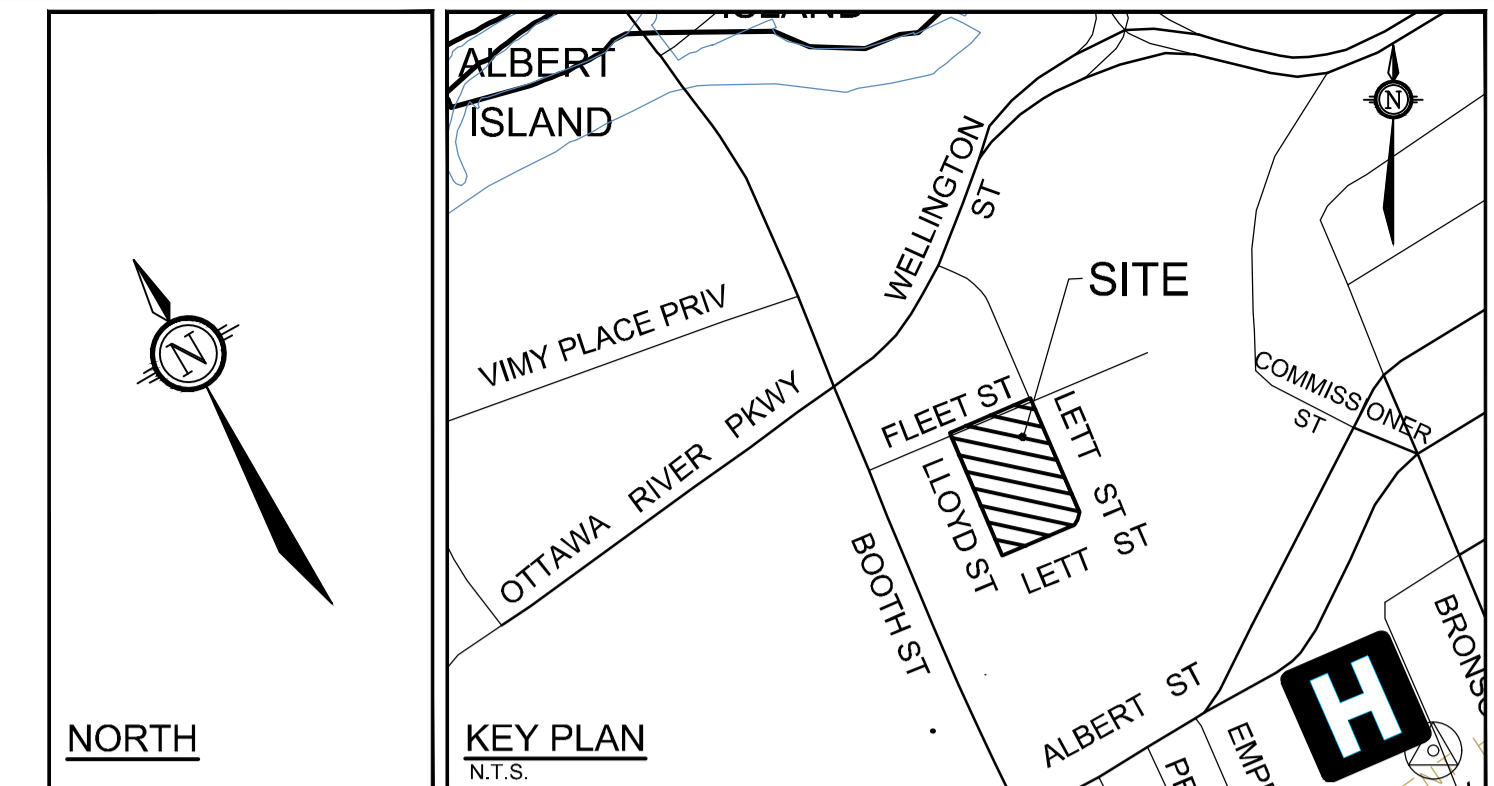 N
NORTH
ISLAND
ALBERT
ISLAND
N
WELLINGTON
ST
SITE
VIMY PLACE PRIV
OTTAWA RIVER PKWY
FLEET ST
LETT ST
LLOYD ST
LETT ST
COMMISSIONER
ST
BOOTH ST
ALBERT ST
H
KEY PLAN
N.T.S.